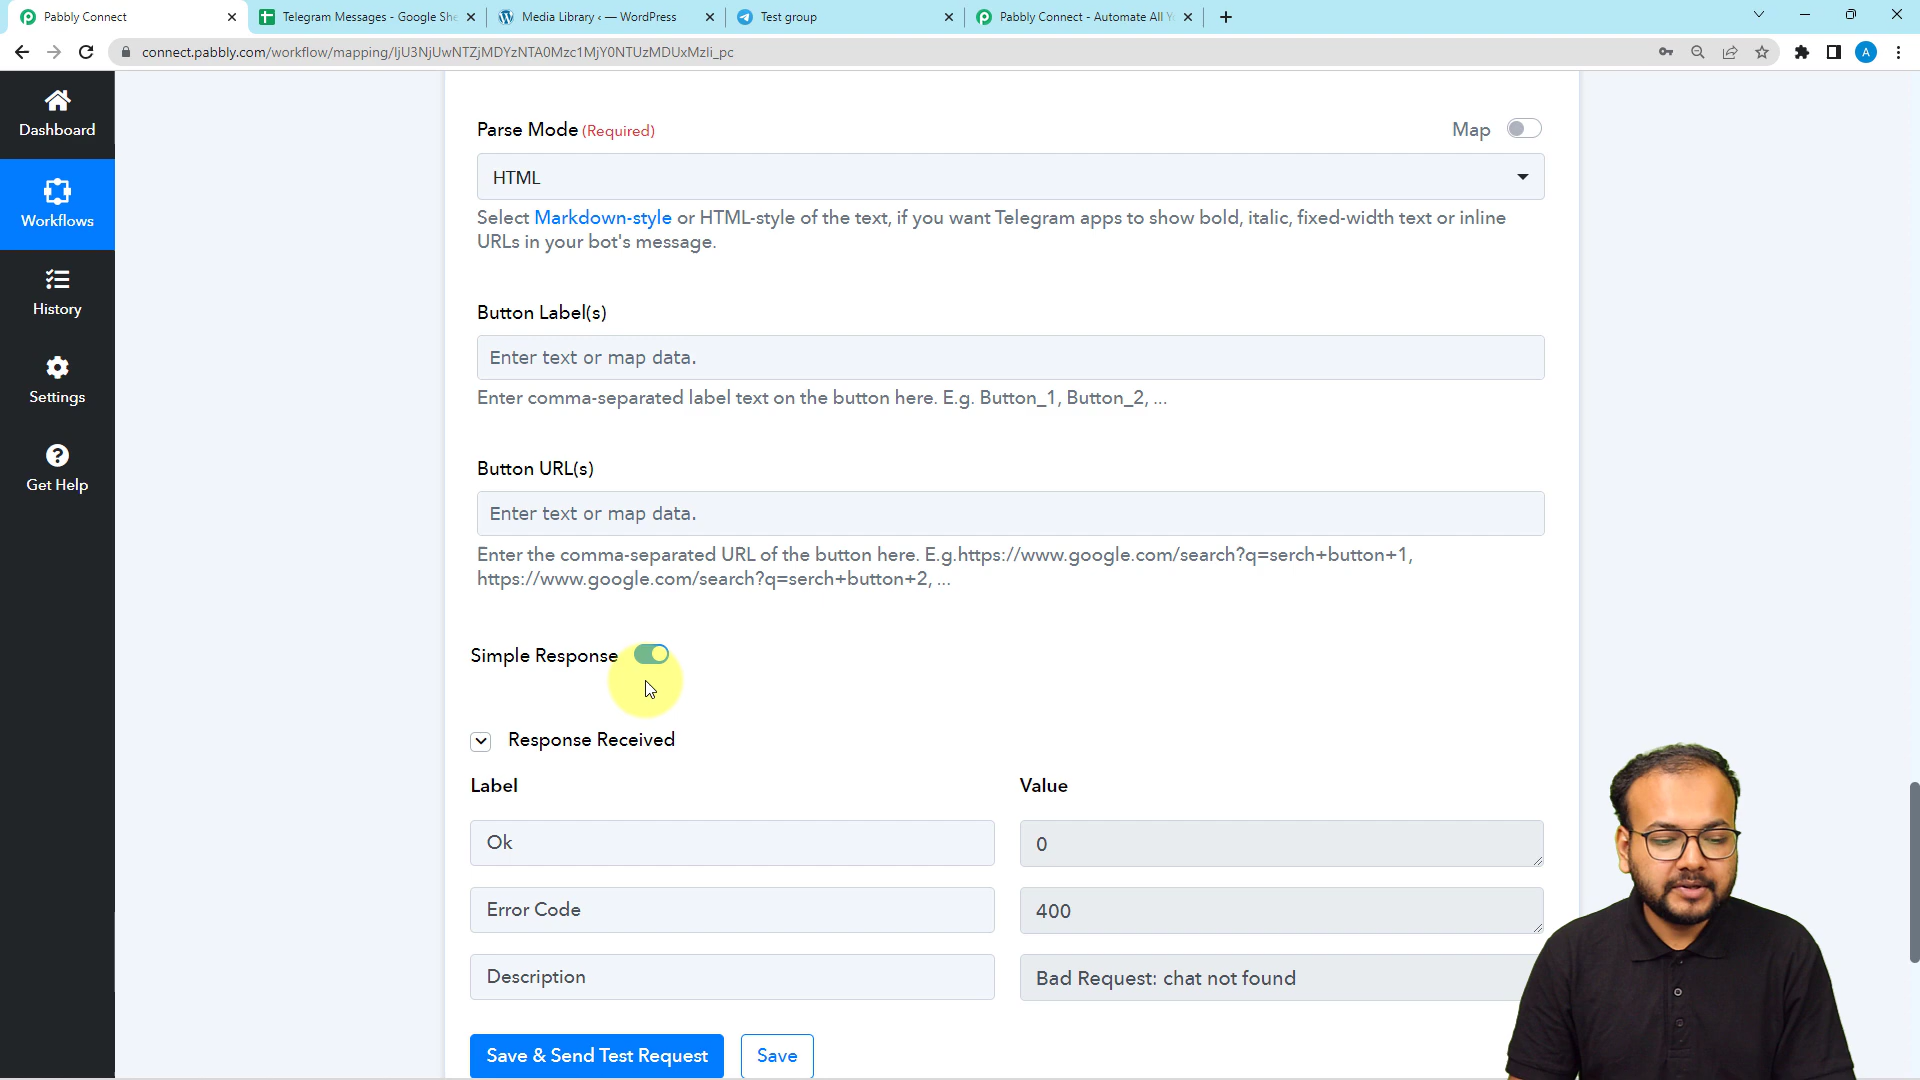 Pabbly Connect
Telegram Messages - Google She
Media Library ‹ — WordPress
Test group
Pabbly Connect - Automate All Y
connect.pabbly.com/workflow/mapping/IjU3NjUwNTZjMDYzNTA0Mzc1MjY0NTUzMDUxMzIi_pc
A
Dashboard
Workflows
History
Settings
Get Help
Parse Mode (Required)
Map
HTML
Select Markdown-style or HTML-style of the text, if you want Telegram apps to show bold, italic, fixed-width text or inline
URLs in your bot's message.
Button Label(s)
Enter text or map data.
Enter comma-separated label text on the button here. E.g. Button_1, Button_2, ...
Button URL(s)
Enter text or map data.
Enter the comma-separated URL of the button here. E.g.https://www.google.com/search?q=serch+button+1,
https://www.google.com/search?q=serch+button+2, ...
Simple Response
Response Received
Label Value
Ok 0
Error Code 400
Description Bad Request: chat not found
Save & Send Test Request Save